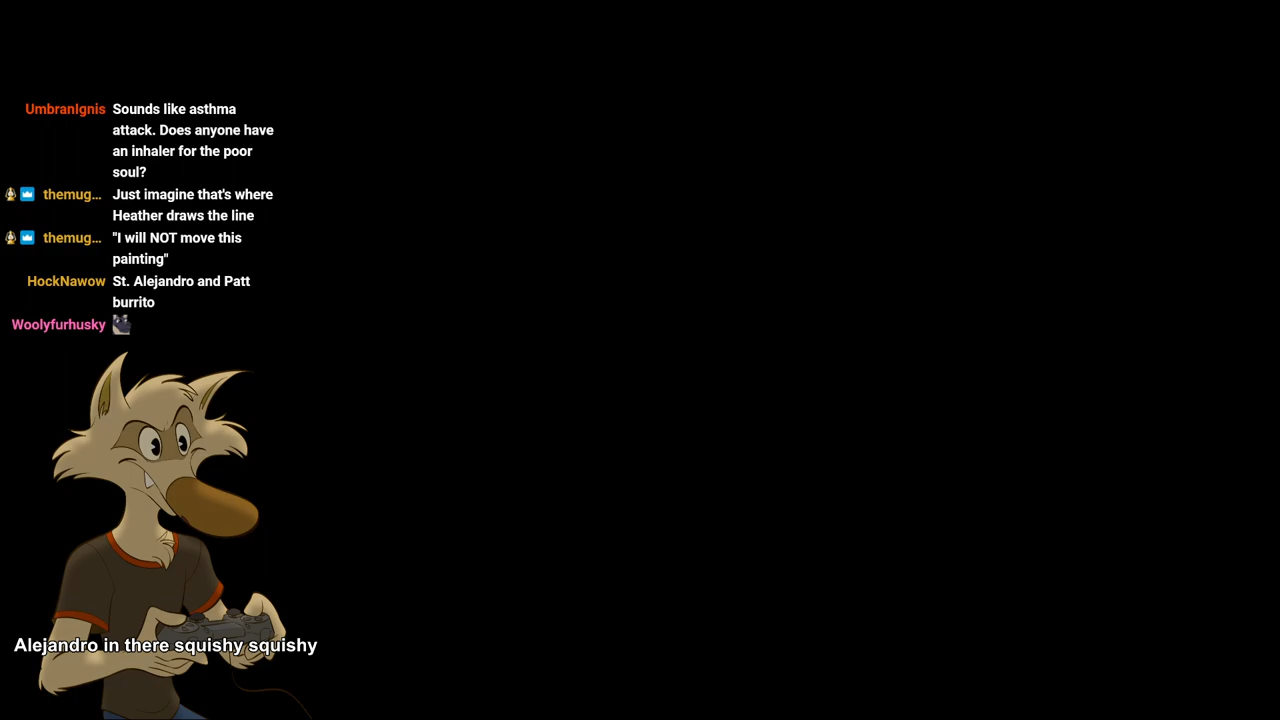 UmbranIgnis Sounds like asthma
attack. Does anyone have
an inhaler for the poor
soul?
themug... Just imagine that's where
Heather draws the line
themug... "I will NOT move this
painting"
HockNawow St. Alejandro and Patt
burrito
Woolyfurhusky
Alejandro in there squishy squishy